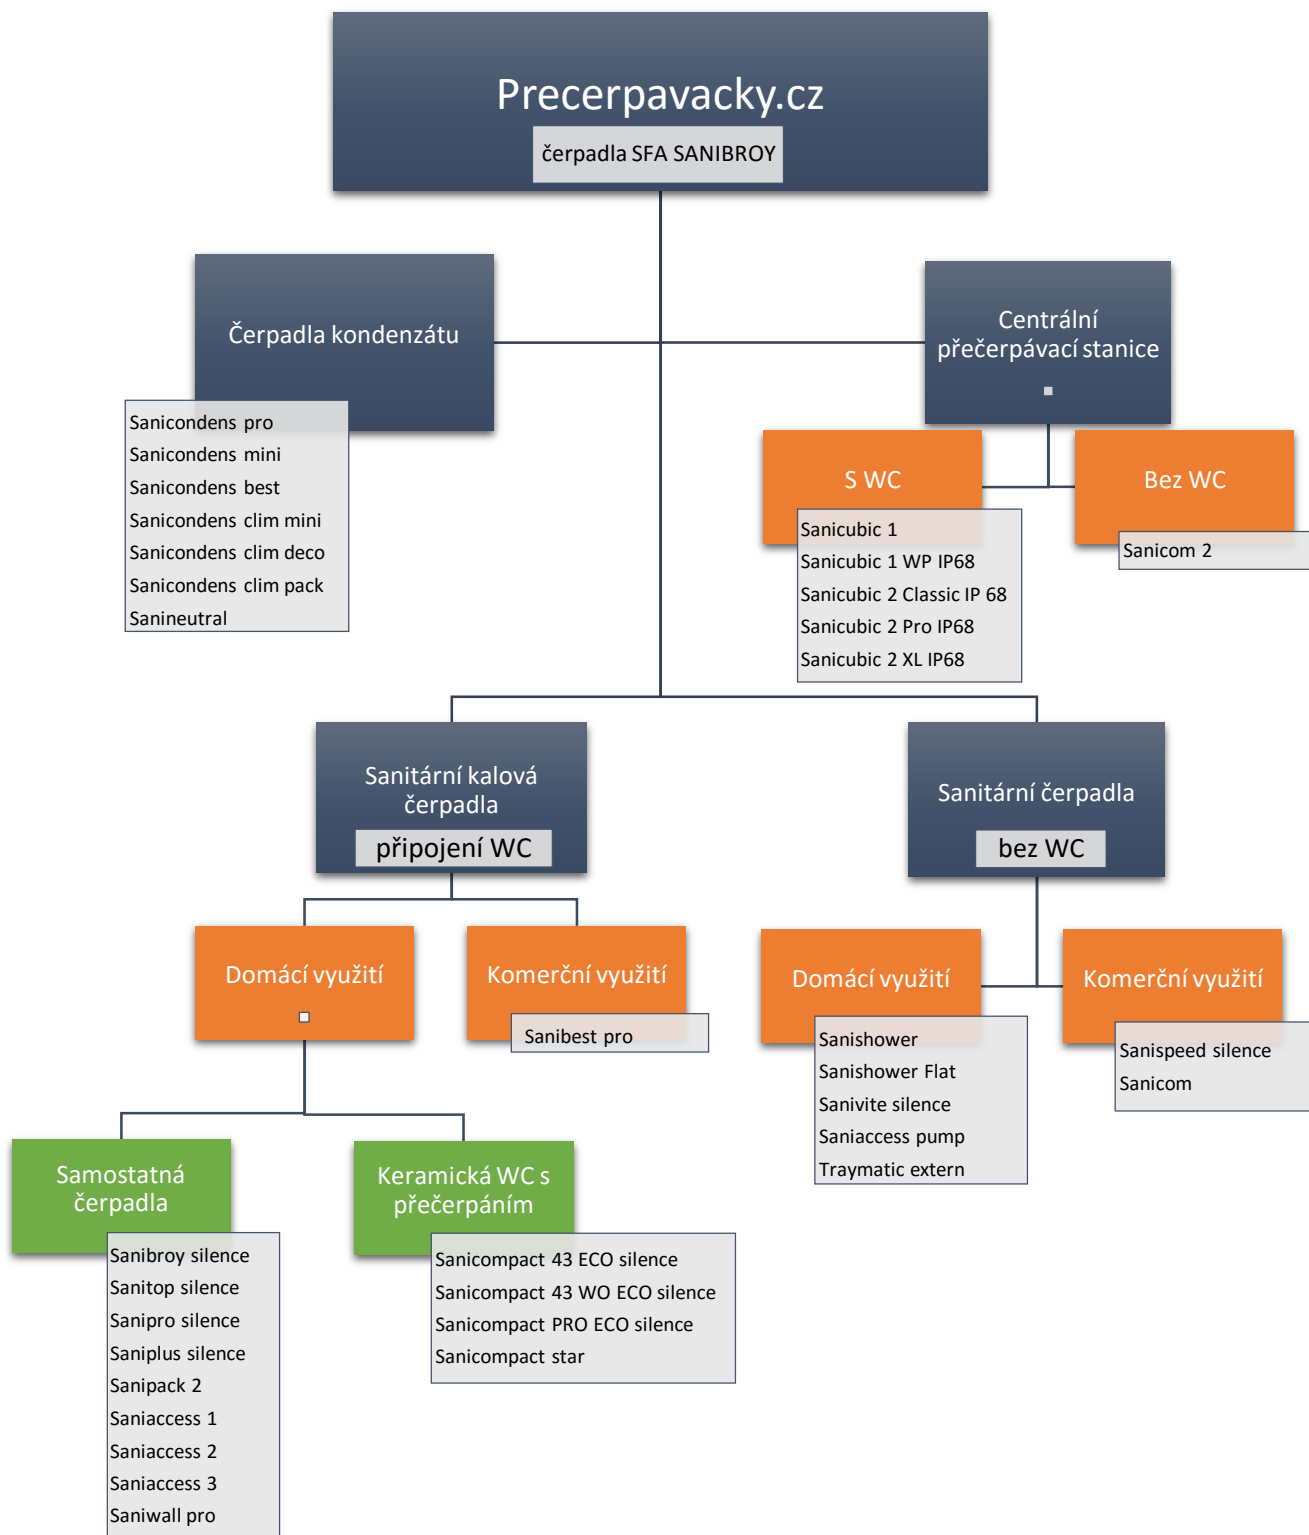 Precerpavacky.cz
čerpadla SFA SANIBROY
Čerpadla kondenzátu
Sanicondens pro
Sanicondens mini
Sanicondens best
Sanicondens clim mini
Sanicondens clim deco
Sanicondens clim pack
Sanineutral
Centrální
přečerpávací stanice
S WC
Sanicubic 1
Sanicubic 1 WP IP68
Sanicubic 2 Classic IP 68
Sanicubic 2 Pro IP68
Sanicubic 2 XL IP68
Bez WC
Sanicom 2
Sanitární kalová
čerpadla
připojení WC
Domácí využití
Komerční využití
Sanibest pro
Samostatná
čerpadla
Sanibroy silence
Sanitop silence
Sanipro silence
Saniplus silence
Sanipack 2
Saniaccess 1
Saniaccess 2
Saniaccess 3
Saniwall pro
Keramická WC s
přečerpáním
Sanicompact 43 ECO silence
Sanicompact 43 WO ECO silence
Sanicompact PRO ECO silence
Sanicompact star
Sanitární čerpadla
bez WC
Domácí využití
Sanishower
Sanishower Flat
Sanivite silence
Saniaccess pump
Traymatic extern
Komerční využití
Sanispeed silence
Sanicom